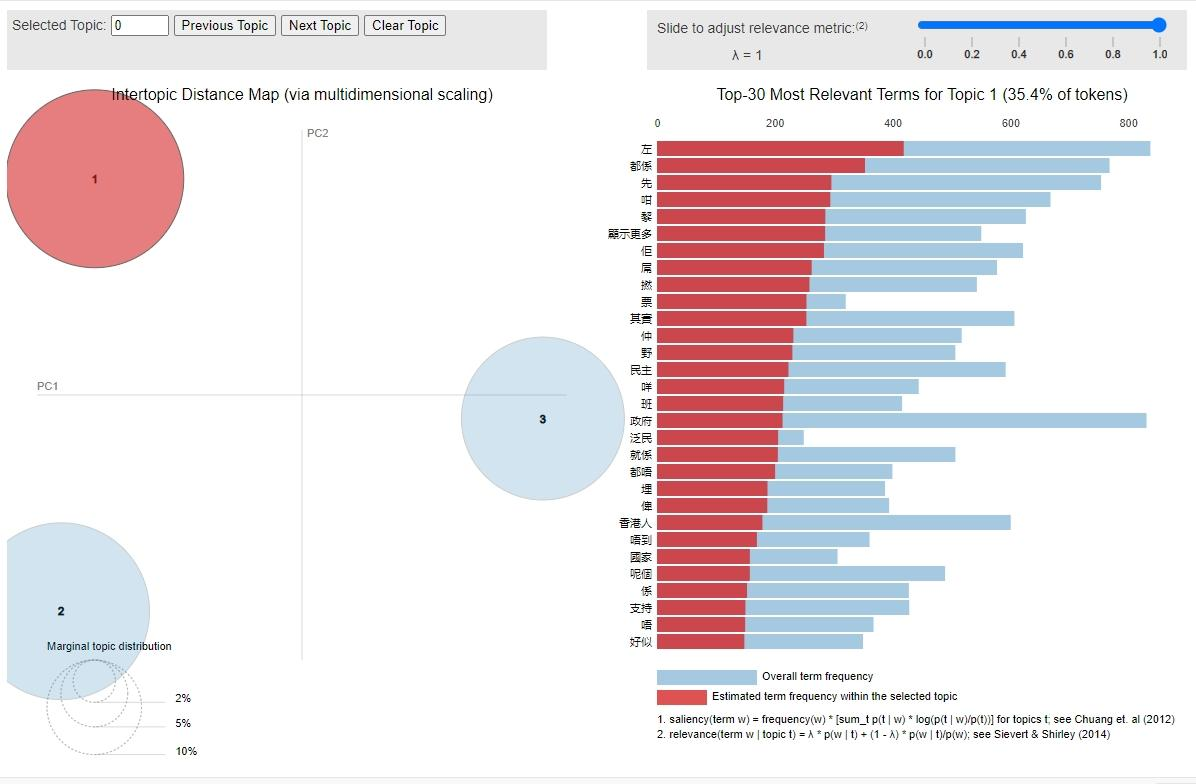 Selected Topic: 0 Previous Topic Next Topic Clear Topic
Slide to adjust relevance metric:(2)
λ = 1
0.0 0.2 0.4 0.6 0.8 1.0
Intertopic Distance Map (via multidimensional scaling)
PC2
PC1
1
3
2
Marginal topic distribution
2%
5%
10%
Top-30 Most Relevant Terms for Topic 1 (35.4% of tokens)
0 200 400 600 800
左
都係
先
咁
黎
顯示更多
佢
屌
撚
票
其實
仲
野
民主
咩
班
政府
泛民
就係
都唔
埋
俾
香港人
唔到
國家
呢個
係
支持
唔
好似
Overall term frequency
Estimated term frequency within the selected topic
1. saliency(term w) = frequency(w) * [sum_t p(t | w) * log(p(t | w)/p(t))] for topics t; see Chuang et. al (2012)
2. relevance(term w | topic t) = λ * p(w | t) + (1 - λ) * p(w | t)/p(w); see Sievert & Shirley (2014)